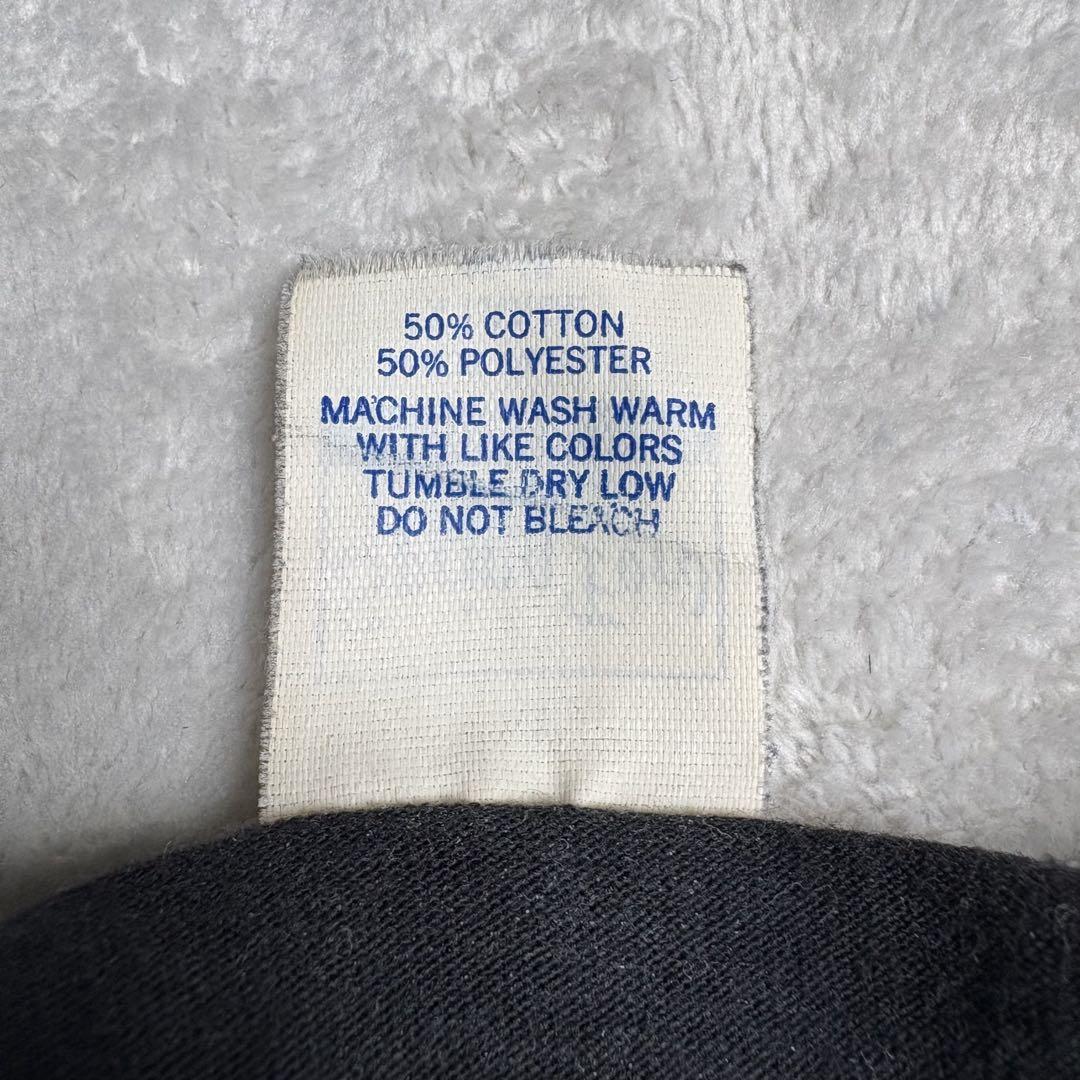 50% COTTON
50% POLYESTER
MACHINE WASH WARM
WITH LIKE COLORS
TUMBLE DRY LOW
DO NOT BLEACH